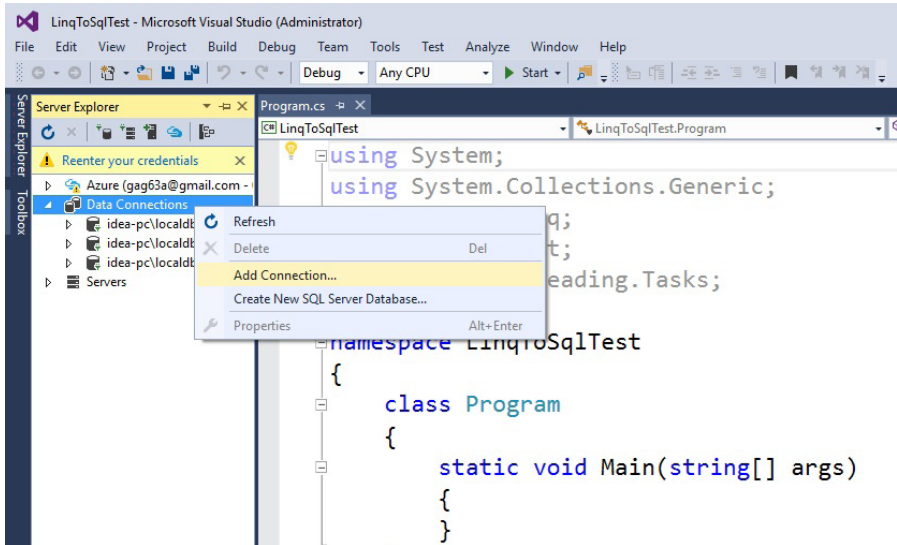 LinqToSqlTest - Microsoft Visual Studio (Administrator)
File Edit View Project Build Debug Team Tools Test Analyze Window Help
Debug Any CPU Start
Server Explorer
Toolbox
Server Explorer
Reenter your credentials
Azure (gag63a@gmail.com -
Data Connections
idea-pc\localdb
idea-pc\localdb
idea-pc\localdb
Servers
Refresh
Delete Del
Add Connection...
Create New SQL Server Database...
Properties Alt+Enter
Program.cs
C# LinqToSqlTest LinqToSqlTest.Program
using System;
using System.Collections.Generic;
q;
t;
eading.Tasks;
namespace LinqToSqlTest
{
class Program
{
static void Main(string[] args)
{
}